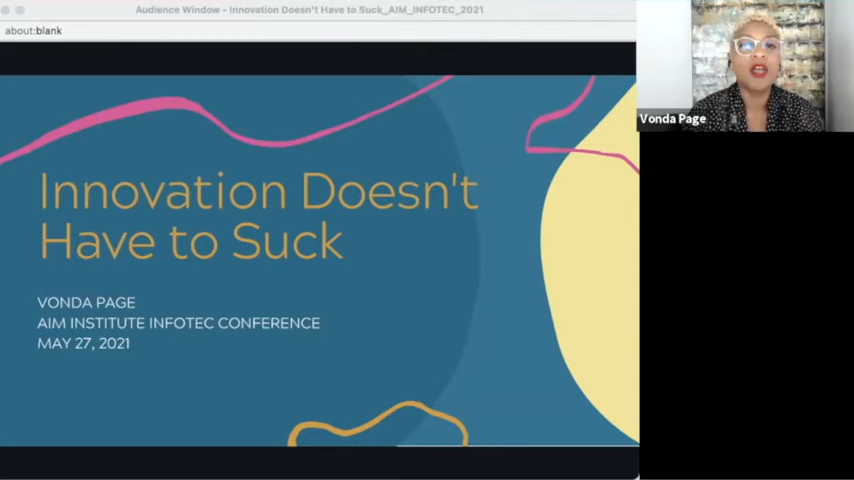 Audience Window - Innovation Doesn't Have to Suck_AIM_INFOTEC_2021
about:blank
Vonda Page
Innovation Doesn't
Have to Suck
VONDA PAGE
AIM INSTITUTE INFOTEC CONFERENCE
MAY 27, 2021